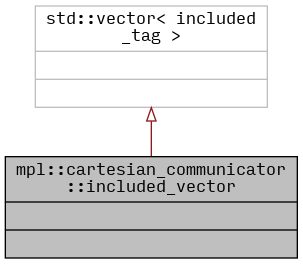 std::vector< included
_tag >
mpl::cartesian_communicator
::included_vector